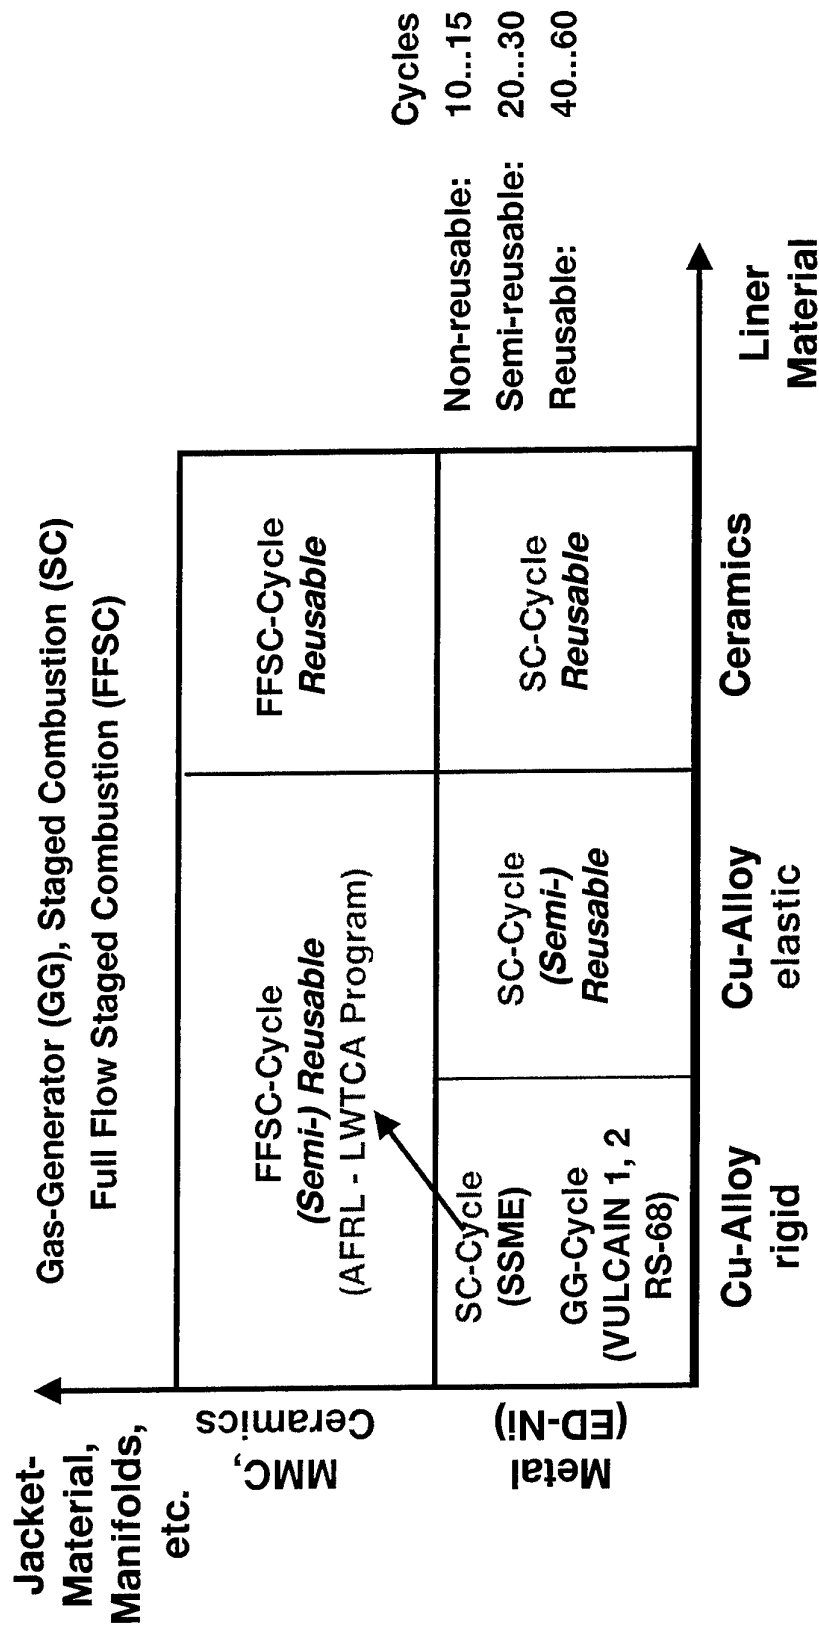 Gas-Generator (GG), Staged Combustion (SC)
Full Flow Staged Combustion (FFSC)
Jacket-
Material,
Manifolds,
etc.
MMC,
Ceramics
Metal
(ED-Ni)
FFSC-Cycle
(Semi-) Reusable
(AFRL - LWTCA Program)
FFSC-Cycle
Reusable
SC-Cycle
(SSME)
GG-Cycle
(VULCAIN 1, 2
RS-68)
SC-Cycle
(Semi-)
Reusable
SC-Cycle
Reusable
Cu-Alloy
rigid
Cu-Alloy
elastic
Ceramics
Liner
Material
Cycles
Non-reusable: 10...15
Semi-reusable: 20...30
Reusable: 40...60